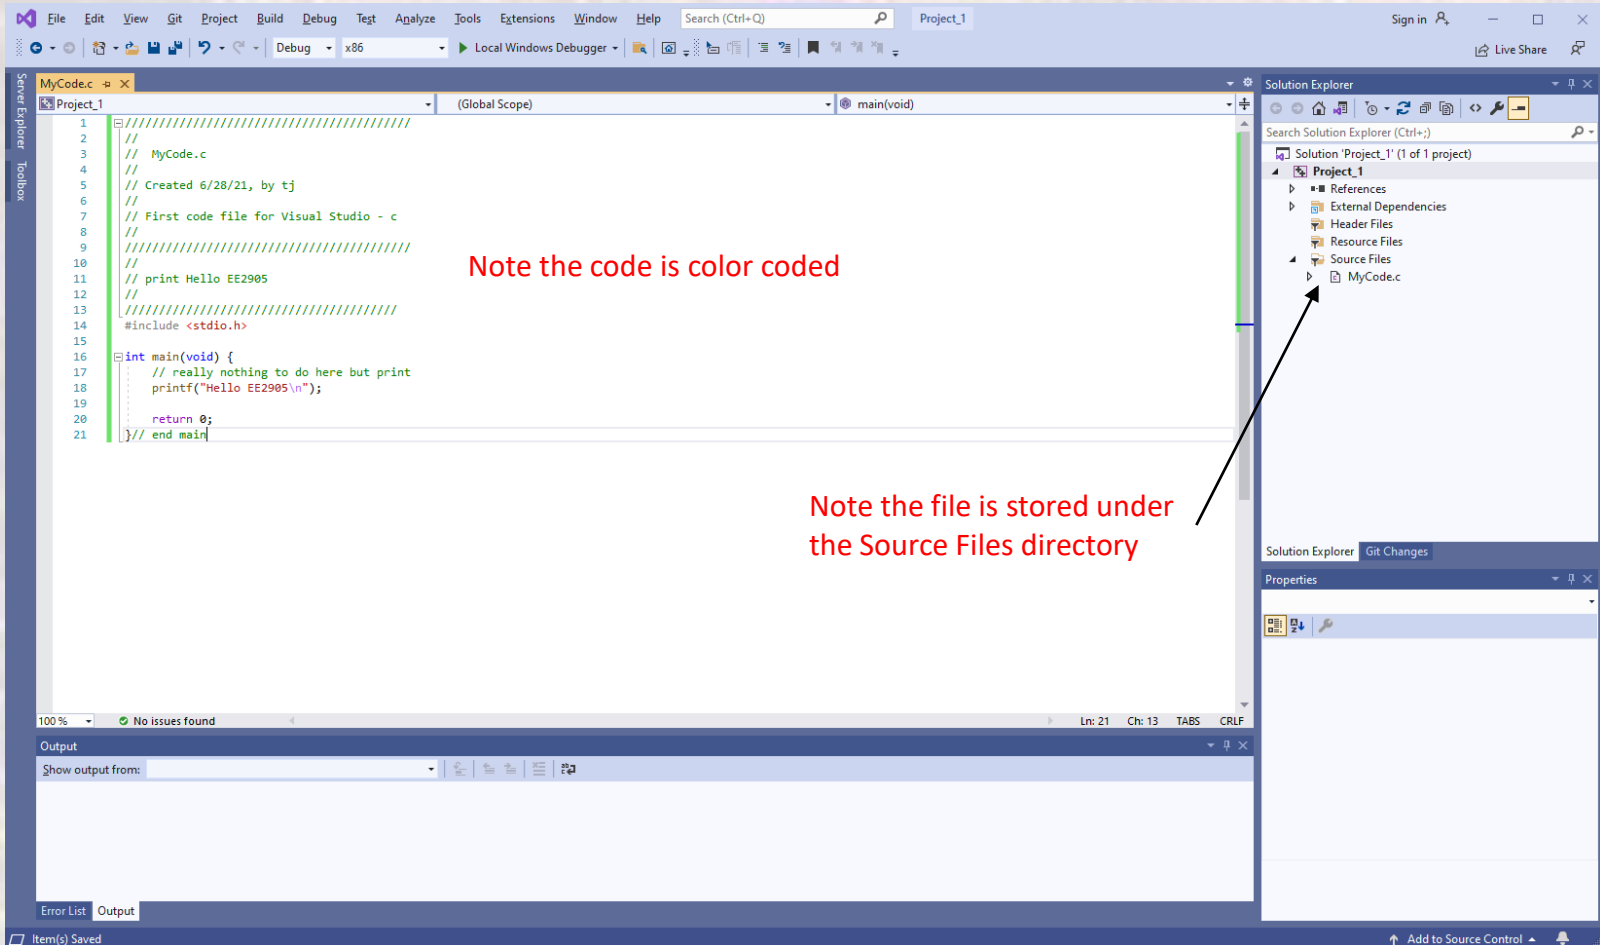 File Edit View Git Project Build Debug Test Analyze Tools Extensions Window Help Search (Ctrl+Q) Project_1 Sign in
Debug x86 Local Windows Debugger Live Share
Server Explorer
Toolbox
MyCode.c
Project_1 (Global Scope) main(void)
1 ///////////////////////////////////////////
2 //
3 //  MyCode.c
4 //
5 // Created 6/28/21, by tj
6 //
7 // First code file for Visual Studio - c
8 //
9 ///////////////////////////////////////////
10 //
11 // print Hello EE2905
12 //
13 /////////////////////////////////////////
14 #include <stdio.h>
15
16 int main(void) {
17     // really nothing to do here but print
18     printf("Hello EE2905\n");
19
20     return 0;
21 }// end main
Note the code is color coded
Note the file is stored under
the Source Files directory
100 % No issues found Ln: 21 Ch: 13 TABS CRLF
Output
Show output from:
Error List Output
Solution Explorer
Search Solution Explorer (Ctrl+;)
Solution 'Project_1' (1 of 1 project)
Project_1
References
External Dependencies
Header Files
Resource Files
Source Files
MyCode.c
Solution Explorer Git Changes
Properties
Item(s) Saved Add to Source Control